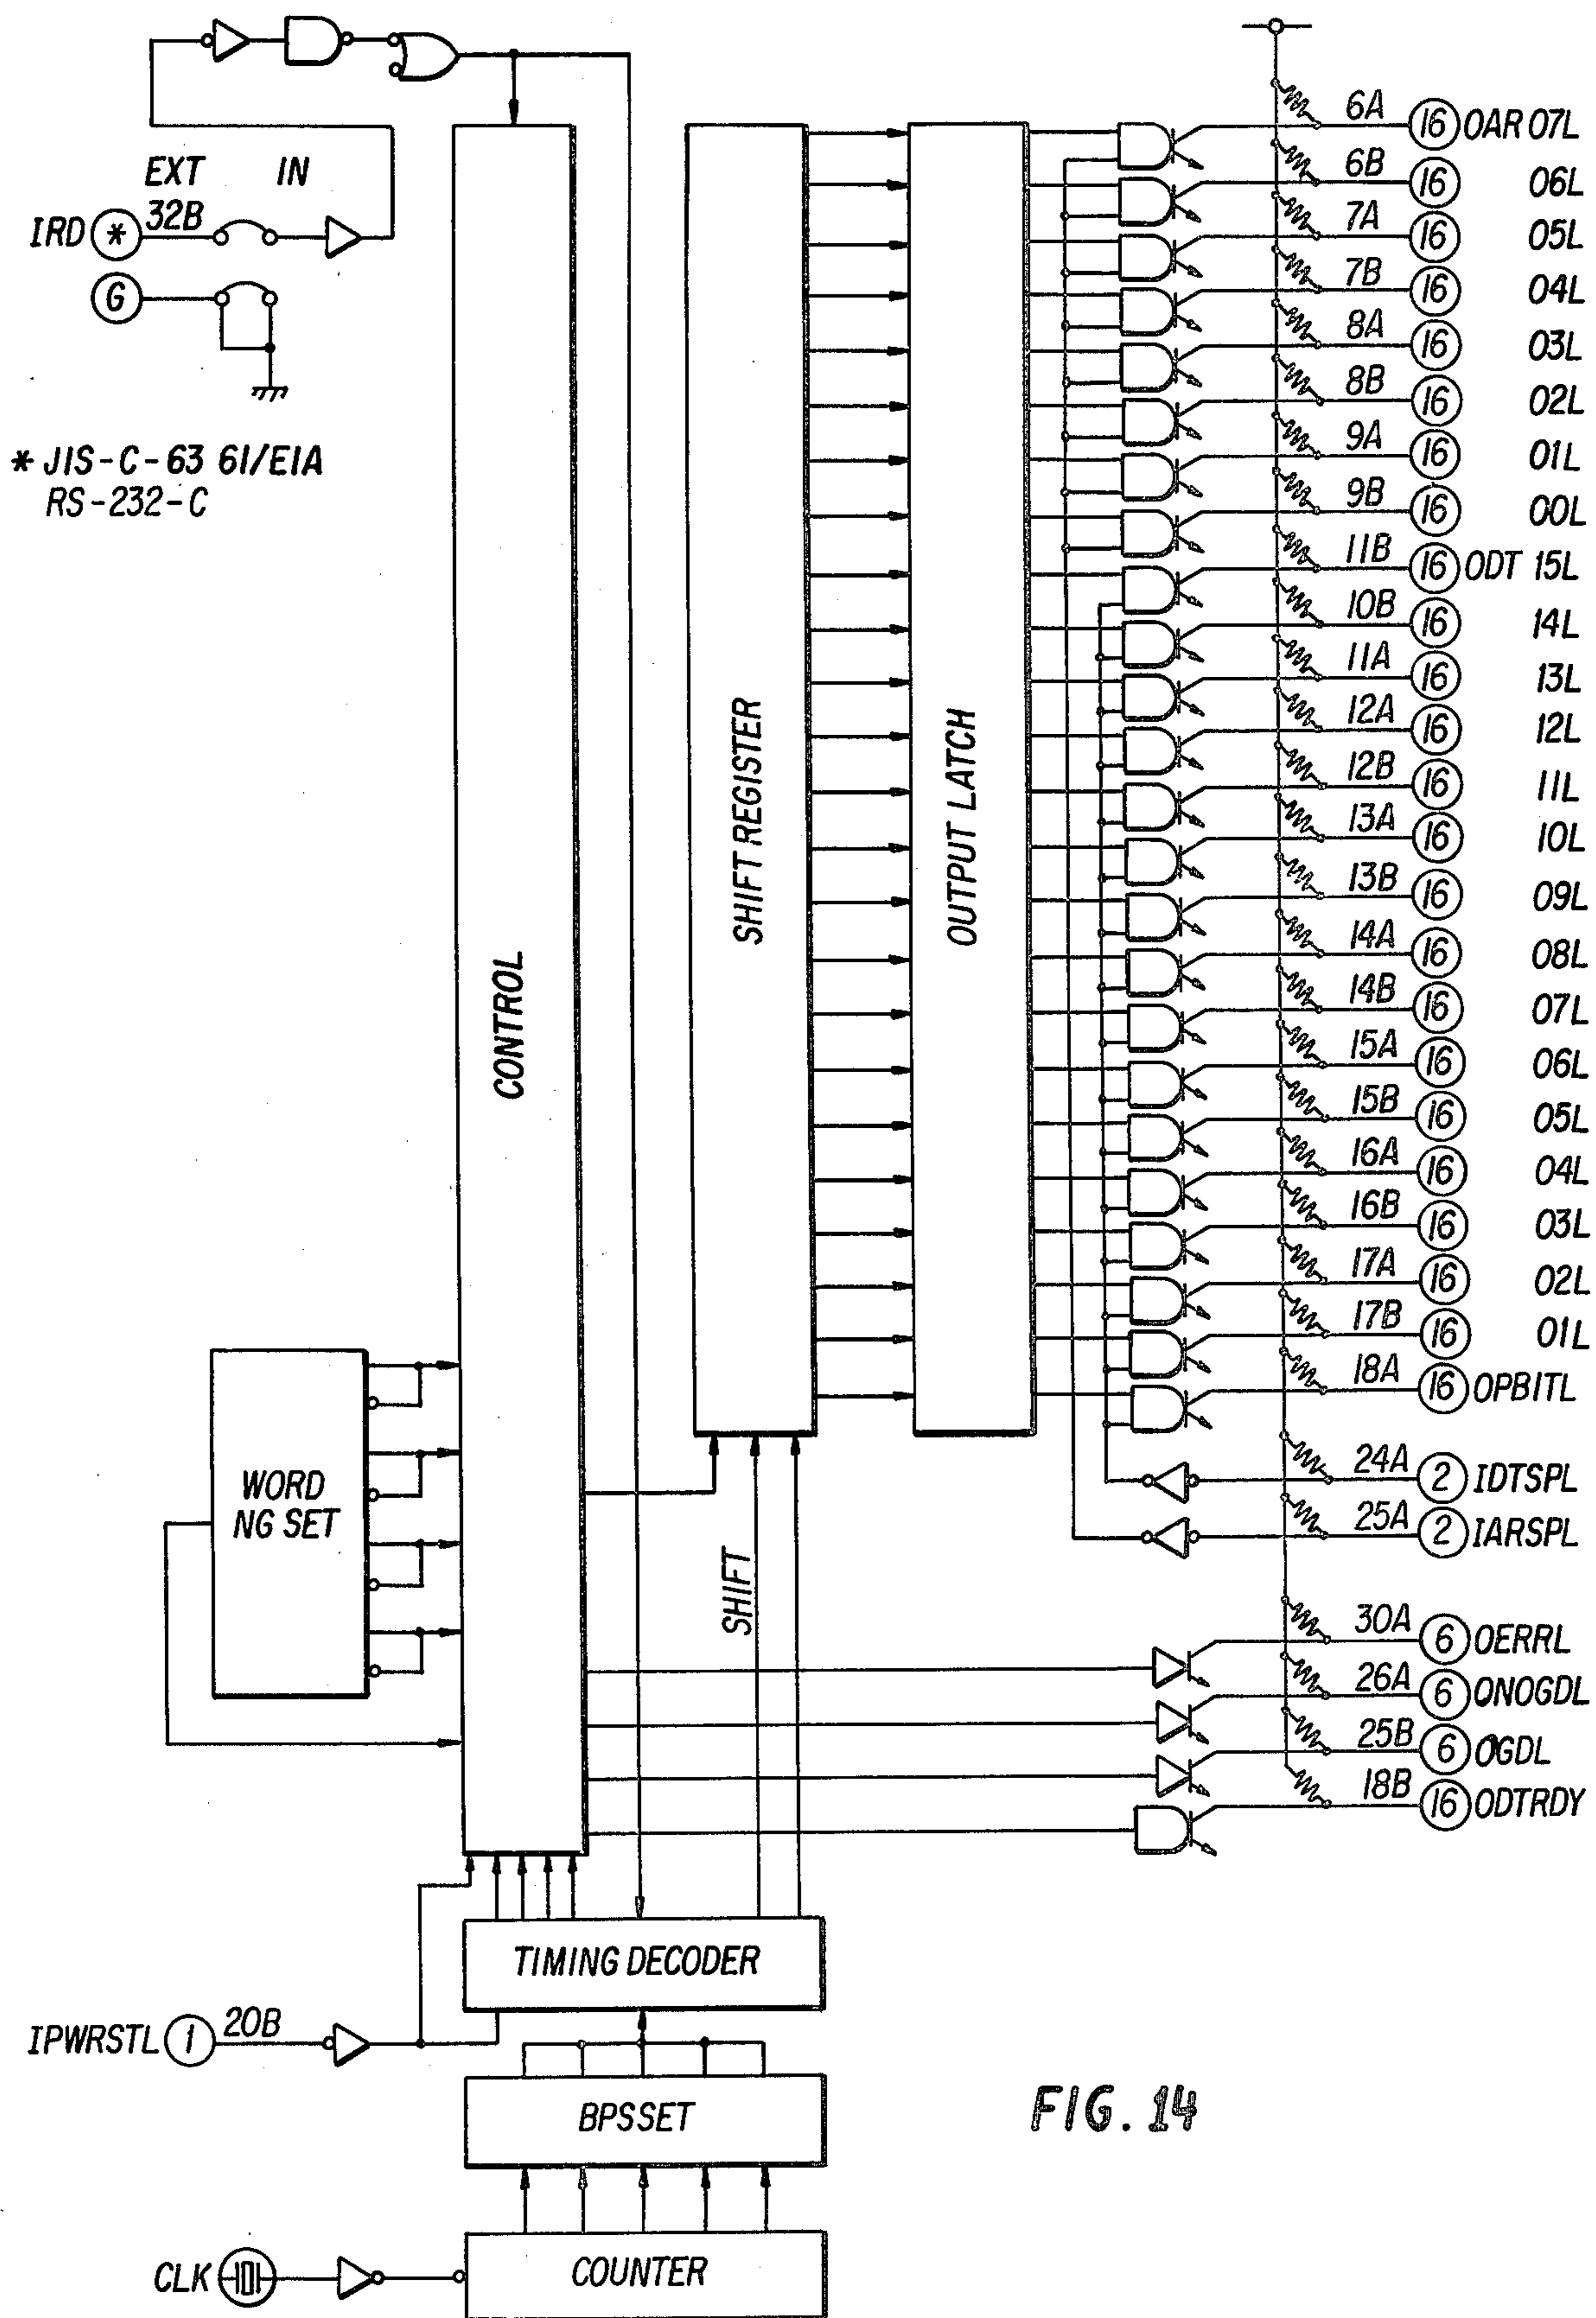 6A 16 OAR 07L
EXT IN
6B 16 06L
IRD * 32B
7A 16 05L
G
7B 16 04L
8A 16 03L
8B 16 02L
* JIS-C-63 61/EIA
RS-232-C
9A 16 01L
9B 16 00L
11B 16 ODT 15L
10B 16 14L
11A 16 13L
12A 16 12L
12B 16 11L
13A 16 10L
13B 16 09L
14A 16 08L
14B 16 07L
15A 16 06L
15B 16 05L
16A 16 04L
16B 16 03L
17A 16 02L
17B 16 01L
18A 16 OPBITL
CONTROL
SHIFT REGISTER
OUTPUT LATCH
WORD
NG SET
24A 2 IDTSPL
25A 2 IARSPL
SHIFT
30A 6 OERRL
26A 6 ONOGDL
25B 6 OGDL
18B 16 ODTRDY
TIMING DECODER
IPWRSTL 1 20B
BPSSET
FIG. 14
CLK
COUNTER